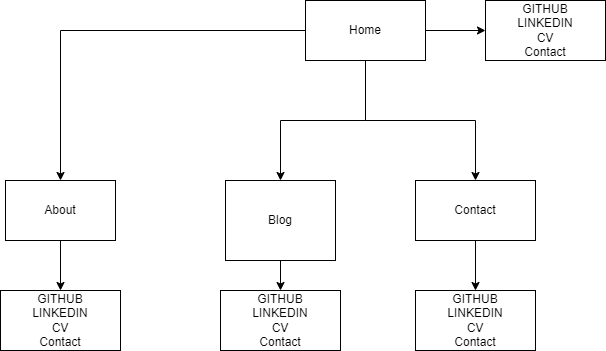 Home
GITHUB
LINKEDIN
CV
Contact
About
Blog
Contact
GITHUB
LINKEDIN
CV
Contact
GITHUB
LINKEDIN
CV
Contact
GITHUB
LINKEDIN
CV
Contact